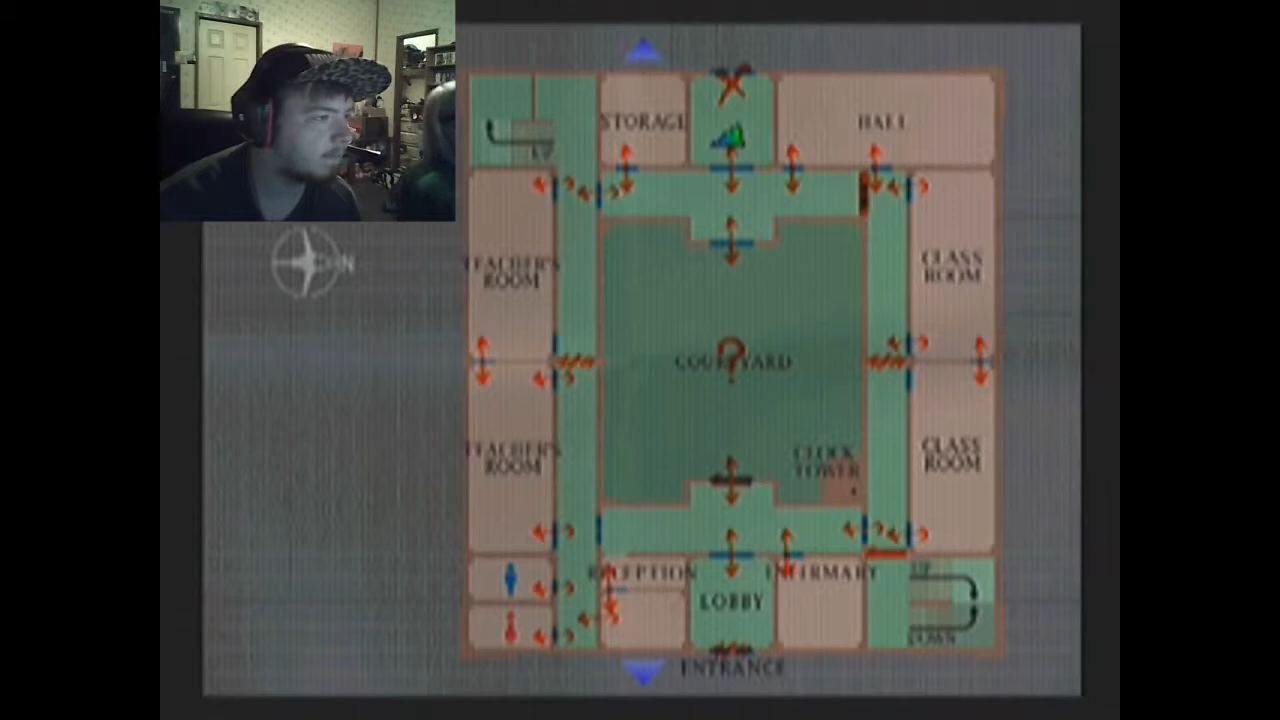 STORAGE
HALL
UP
N
TEACHER'S
ROOM
CLASS
ROOM
COURTYARD
TEACHER'S
ROOM
CLOCK
TOWER
CLASS
ROOM
RECEPTION
INFIRMARY
UP
LOBBY
DOWN
ENTRANCE